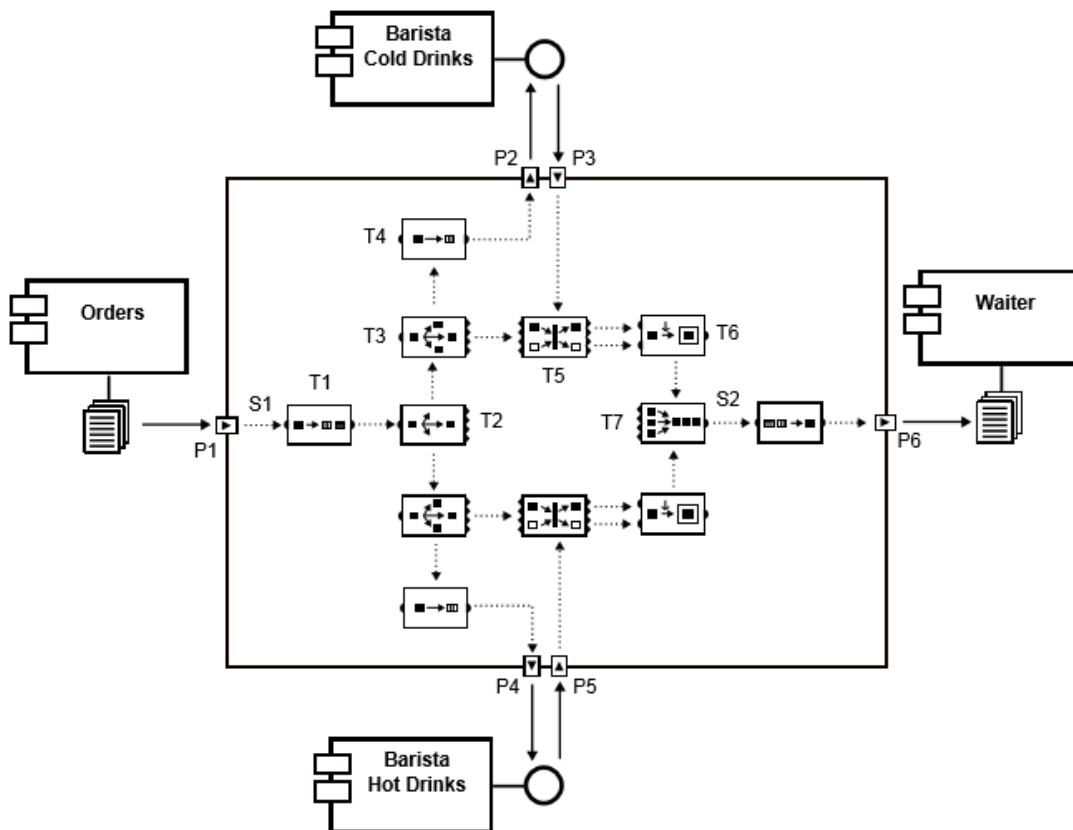 Barista
Cold Drinks
P2
P3
T4
Orders
Waiter
T3
T6
T5
T1
S1
T2
T7
S2
P1
P6
P4
P5
Barista
Hot Drinks